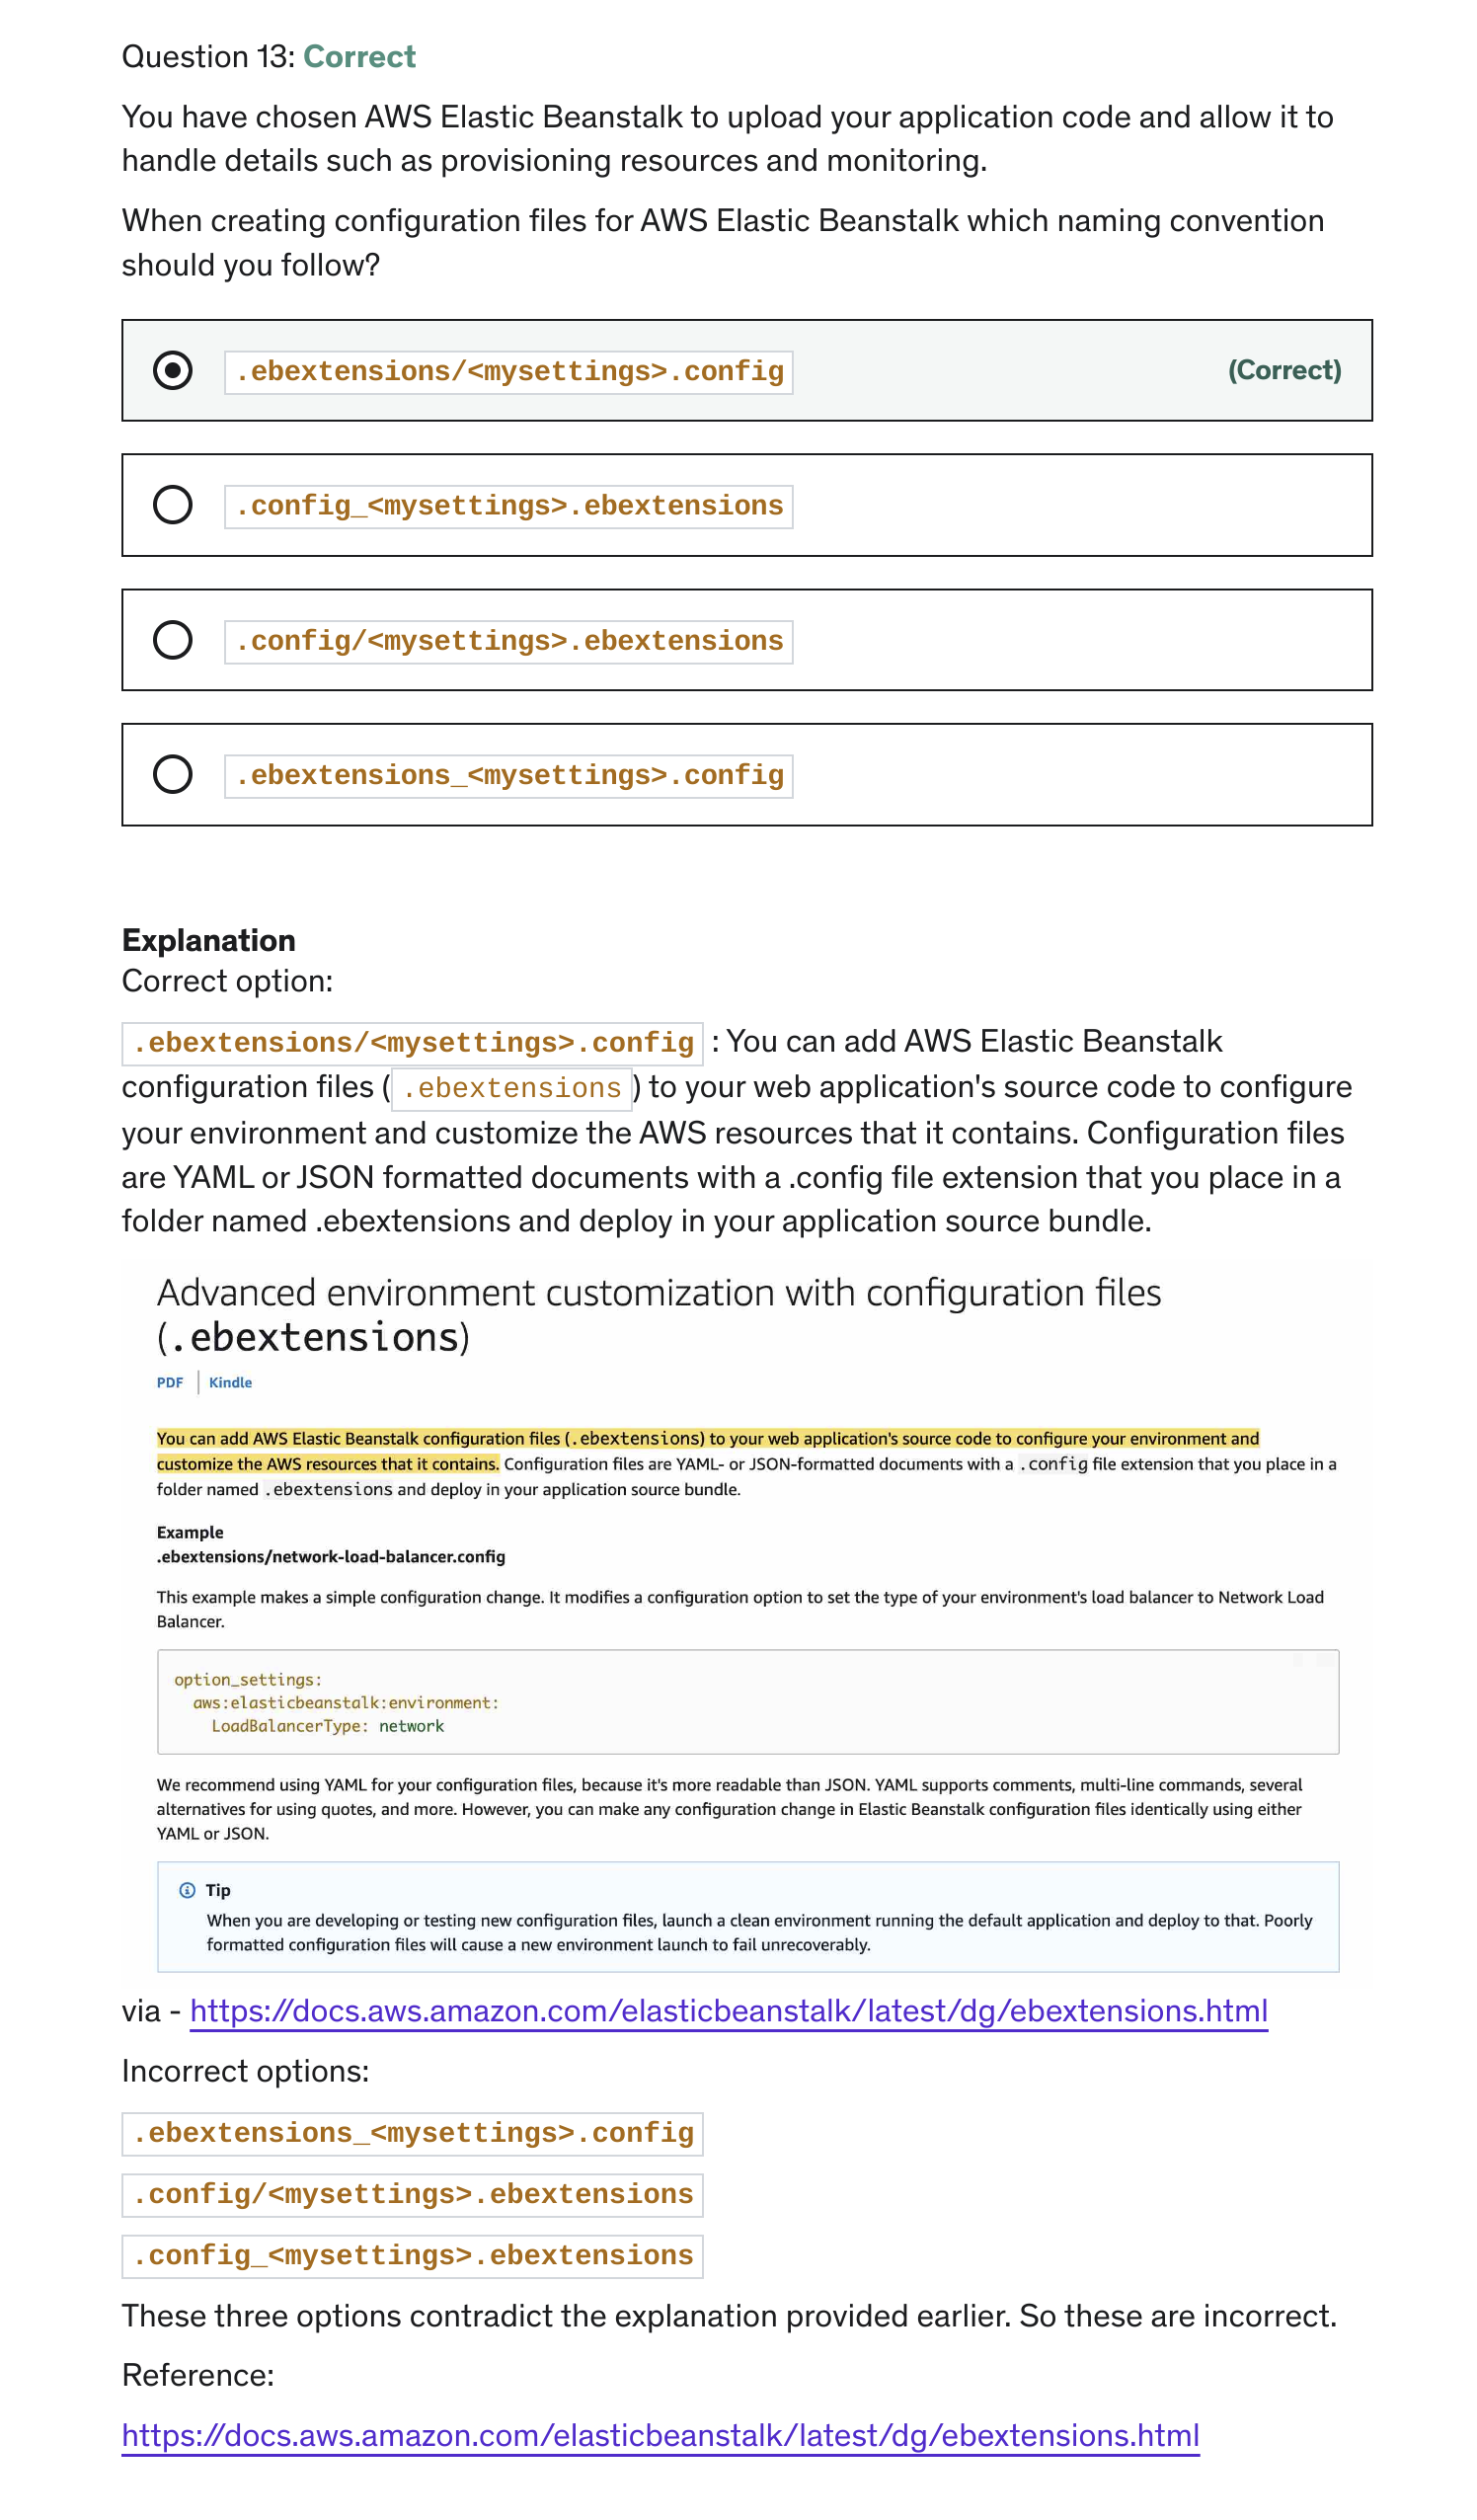 Question 13: Correct
You have chosen AWS Elastic Beanstalk to upload your application code and allow it to
handle details such as provisioning resources and monitoring.
When creating configuration files for AWS Elastic Beanstalk which naming convention
should you follow?
.ebextensions/<mysettings>.config (Correct)
.config_<mysettings>.ebextensions
.config/<mysettings>.ebextensions
.ebextensions_<mysettings>.config
Explanation
Correct option:
.ebextensions/<mysettings>.config : You can add AWS Elastic Beanstalk
configuration files (.ebextensions) to your web application's source code to configure
your environment and customize the AWS resources that it contains. Configuration files
are YAML or JSON formatted documents with a .config file extension that you place in a
folder named .ebextensions and deploy in your application source bundle.
Advanced environment customization with configuration files
(.ebextensions)
PDF | Kindle
You can add AWS Elastic Beanstalk configuration files (.ebextensions) to your web application's source code to configure your environment and
customize the AWS resources that it contains. Configuration files are YAML- or JSON-formatted documents with a .config file extension that you place in a
folder named .ebextensions and deploy in your application source bundle.
Example
.ebextensions/network-load-balancer.config
This example makes a simple configuration change. It modifies a configuration option to set the type of your environment's load balancer to Network Load
Balancer.
option_settings:
  aws:elasticbeanstalk:environment:
    LoadBalancerType: network
We recommend using YAML for your configuration files, because it's more readable than JSON. YAML supports comments, multi-line commands, several
alternatives for using quotes, and more. However, you can make any configuration change in Elastic Beanstalk configuration files identically using either
YAML or JSON.
Tip
When you are developing or testing new configuration files, launch a clean environment running the default application and deploy to that. Poorly
formatted configuration files will cause a new environment launch to fail unrecoverably.
via - https://docs.aws.amazon.com/elasticbeanstalk/latest/dg/ebextensions.html
Incorrect options:
.ebextensions_<mysettings>.config
.config/<mysettings>.ebextensions
.config_<mysettings>.ebextensions
These three options contradict the explanation provided earlier. So these are incorrect.
Reference:
https://docs.aws.amazon.com/elasticbeanstalk/latest/dg/ebextensions.html